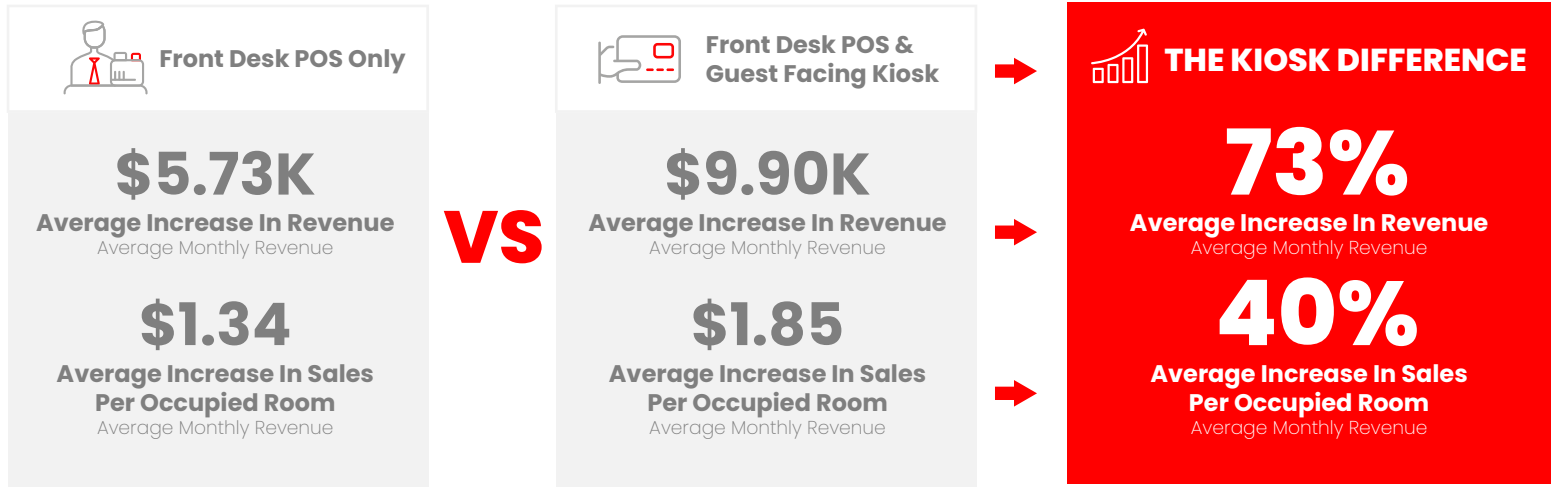 Front Desk POS Only
$5.73K
Average Increase In Revenue
Average Monthly Revenue
$1.34
Average Increase In Sales
Per Occupied Room
Average Monthly Revenue
VS
Front Desk POS &
Guest Facing Kiosk
$9.90K
Average Increase In Revenue
Average Monthly Revenue
$1.85
Average Increase In Sales
Per Occupied Room
Average Monthly Revenue
THE KIOSK DIFFERENCE
73%
Average Increase In Revenue
Average Monthly Revenue
40%
Average Increase In Sales
Per Occupied Room
Average Monthly Revenue